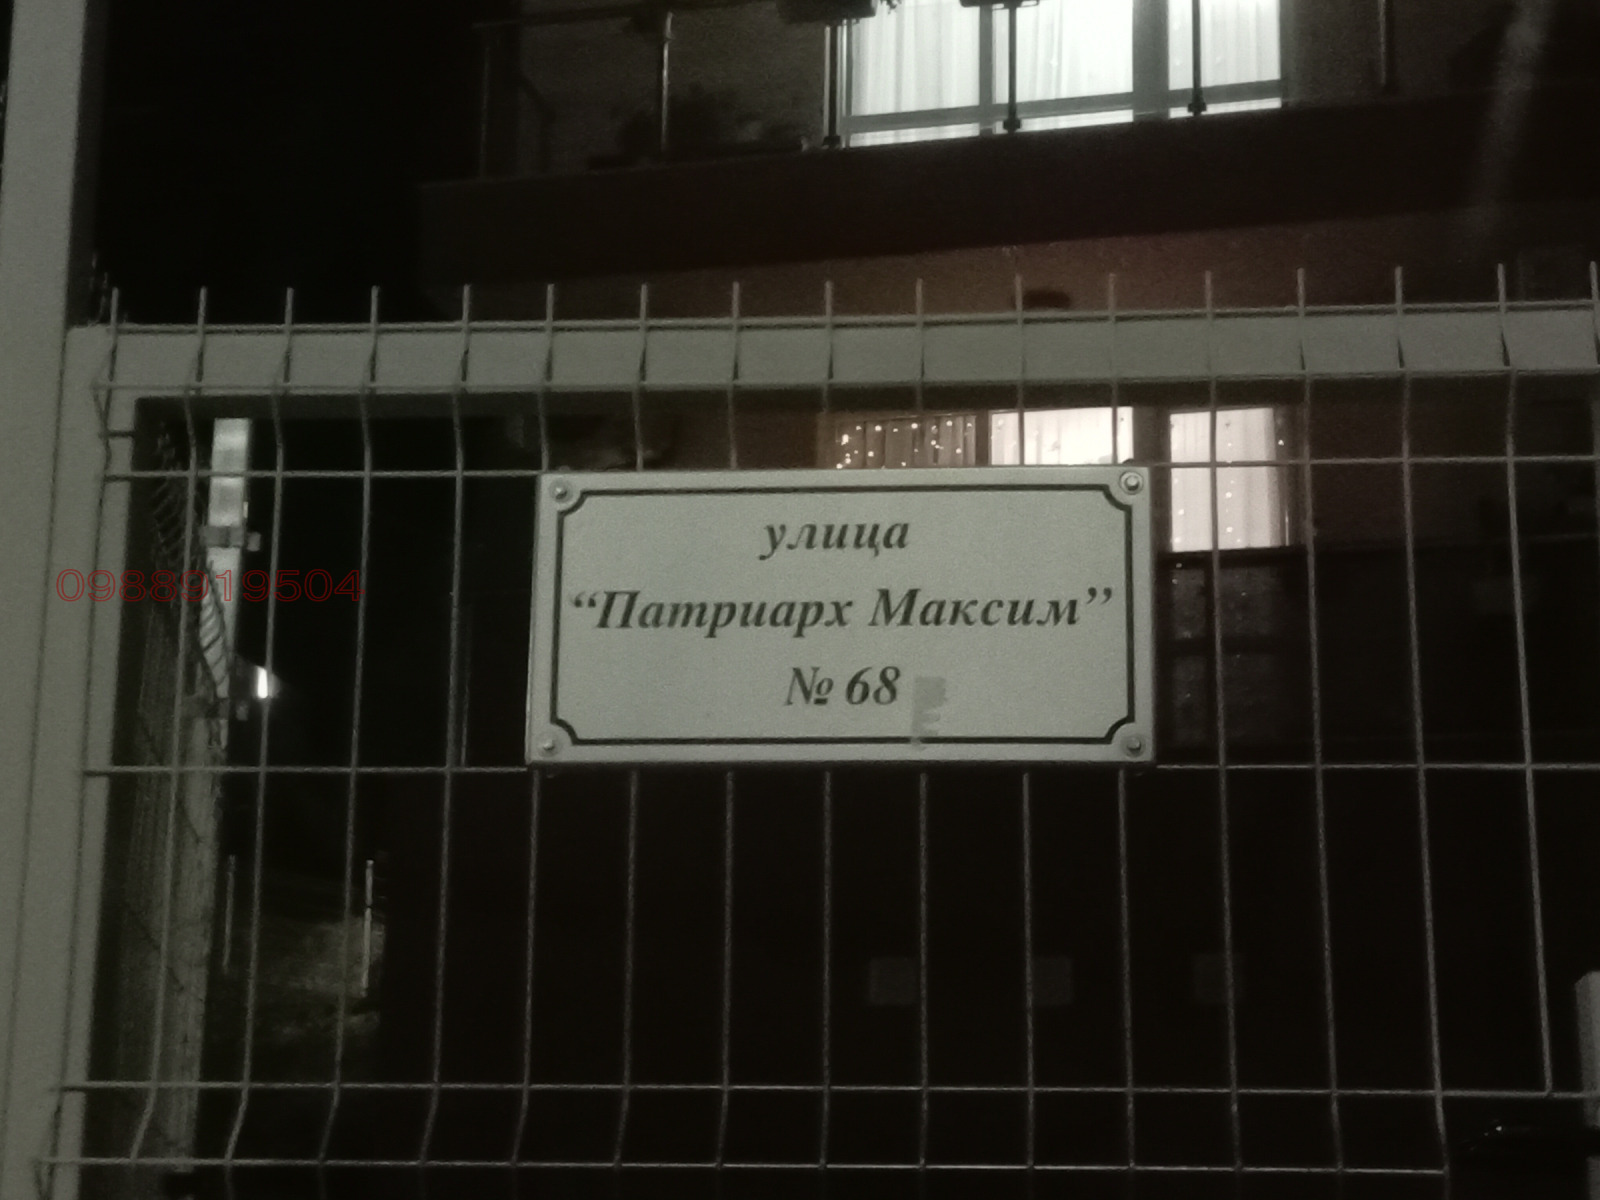 улица
“Патриарх Максим”
№ 68
0988919504